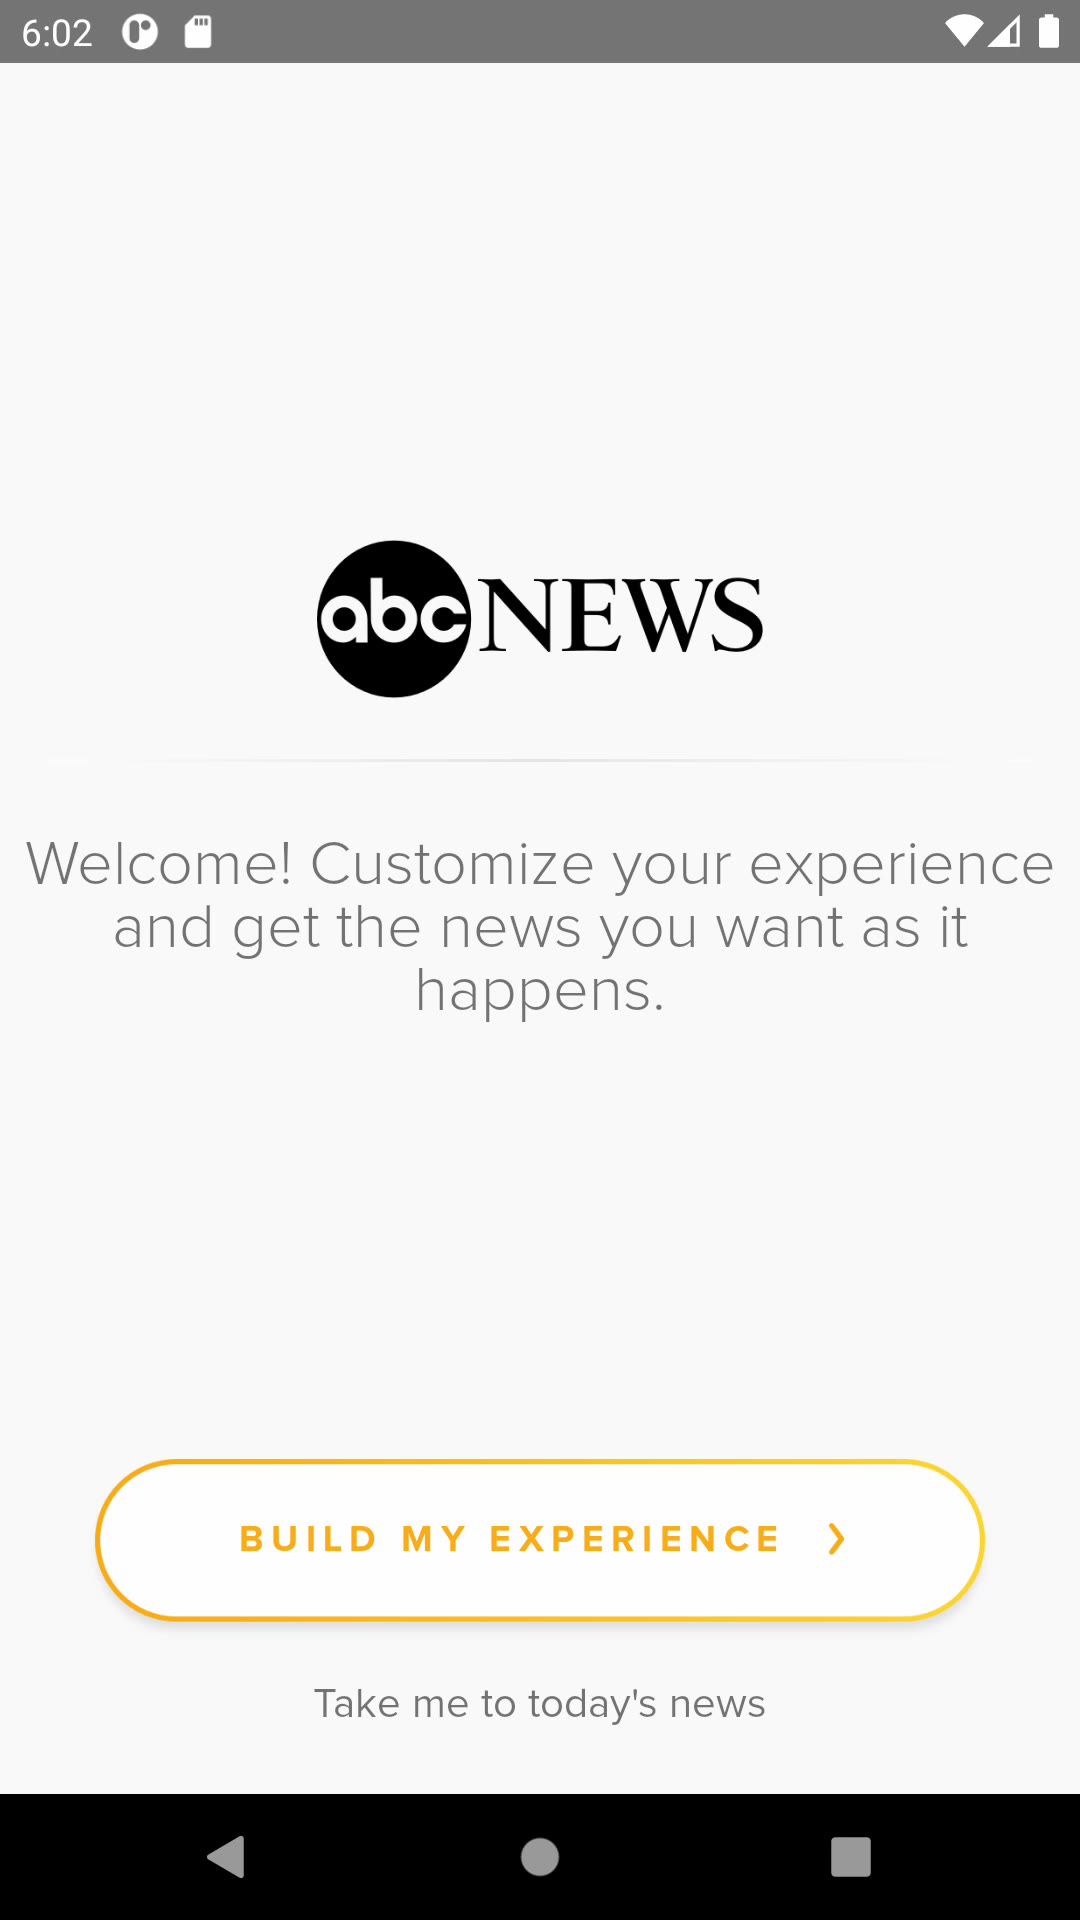 6:02
abc NEWS
Welcome! Customize your experience
and get the news you want as it
happens.
BUILD MY EXPERIENCE
Take me to today's news